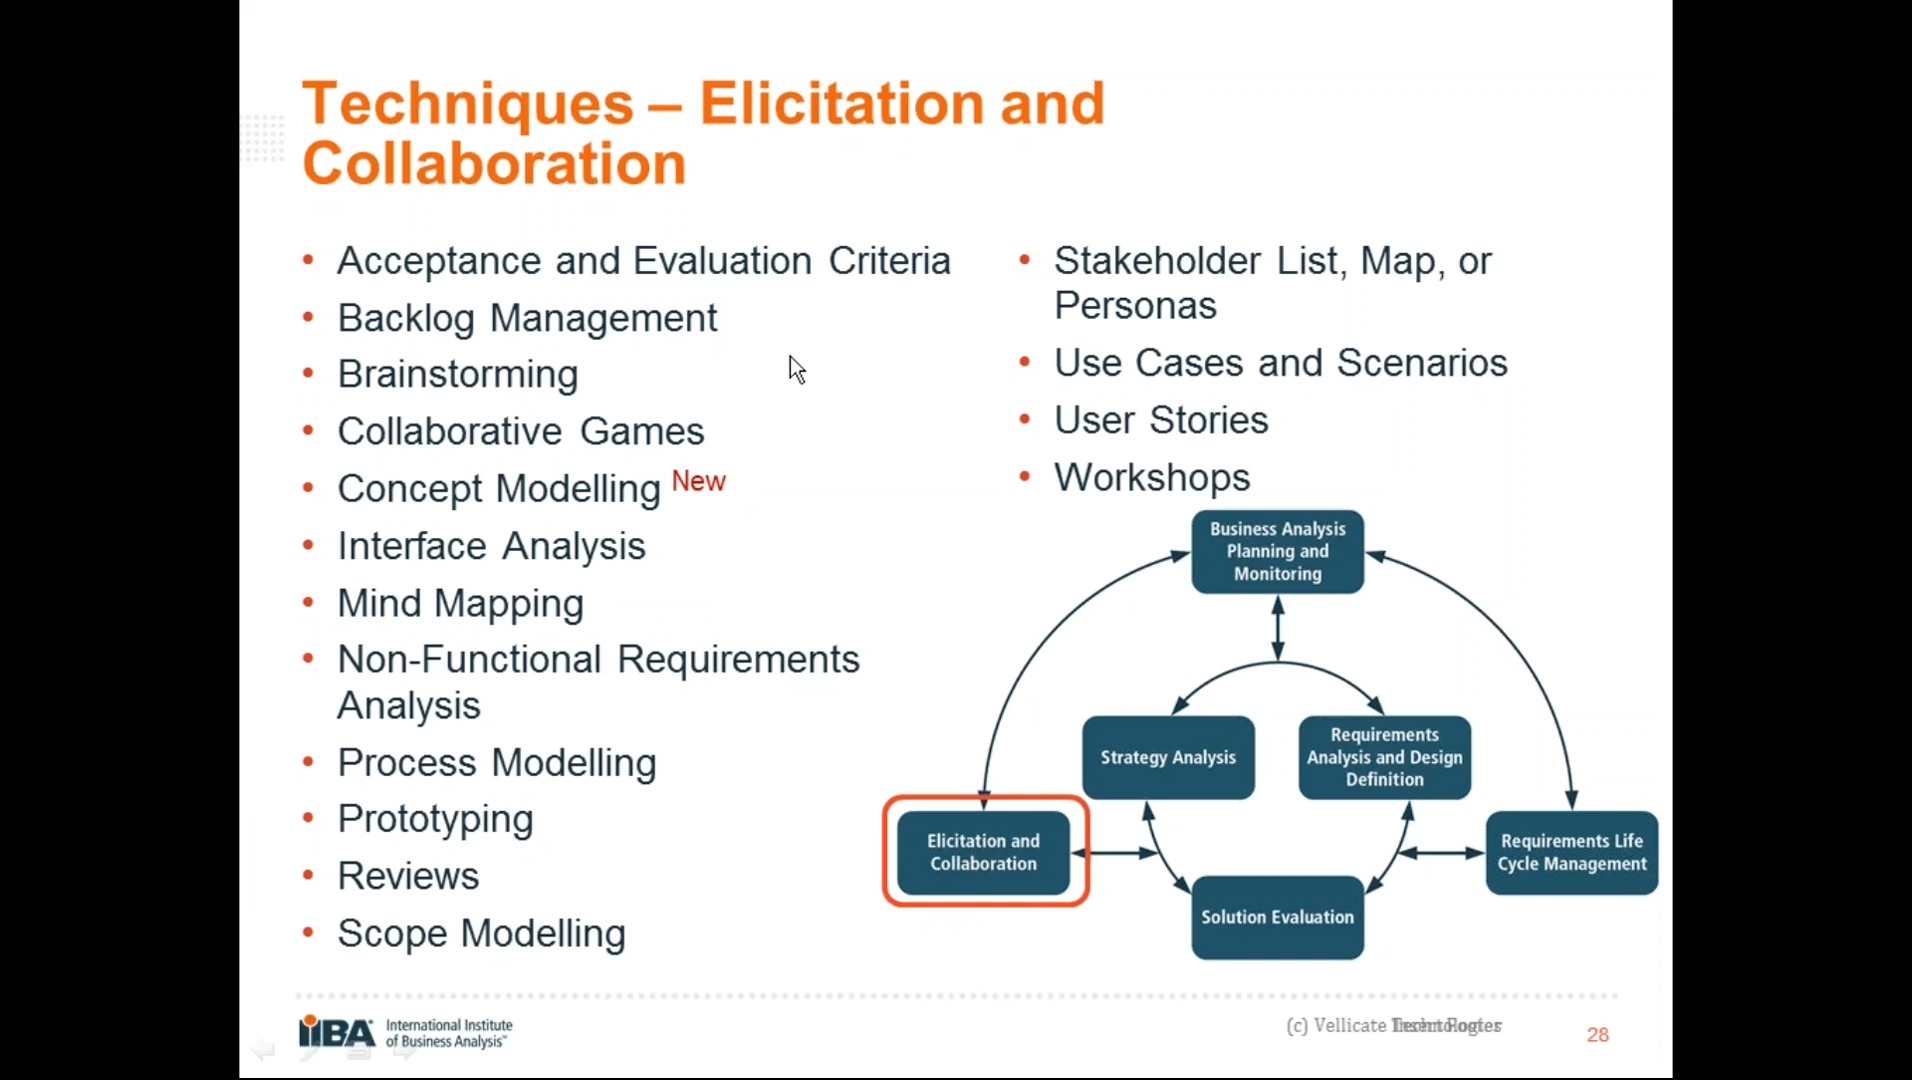 Techniques – Elicitation and
Collaboration
• Acceptance and Evaluation Criteria
• Backlog Management
• Brainstorming
• Collaborative Games
• Concept Modelling New
• Interface Analysis
• Mind Mapping
• Non-Functional Requirements
Analysis
• Process Modelling
• Prototyping
• Reviews
• Scope Modelling
• Stakeholder List, Map, or
Personas
• Use Cases and Scenarios
• User Stories
• Workshops
Business Analysis
Planning and
Monitoring
Strategy Analysis
Requirements
Analysis and Design
Definition
Elicitation and
Collaboration
Requirements Life
Cycle Management
Solution Evaluation
IIBA
International Institute
of Business Analysis™
(c) Vellicate
28